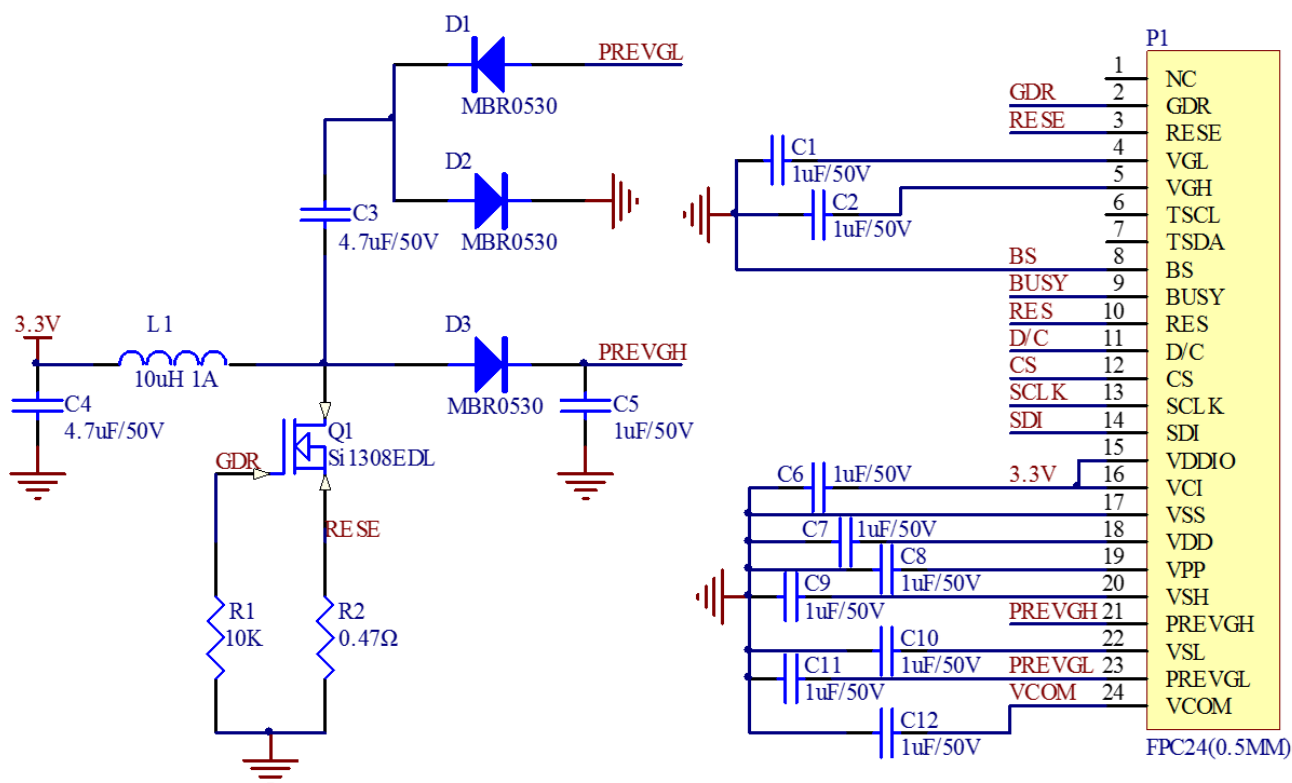 D1
PREVGL
MBR0530
D2
MBR0530
C3
4.7uF/50V
3.3V
L1
10uH 1A
D3
PREVGH
MBR0530
C4
4.7uF/50V
C5
1uF/50V
Q1
Si1308EDL
GDR
RESE
R1
10K
R2
0.47Ω
P1
1 NC
GDR 2 GDR
RESE 3 RESE
C1
1uF/50V
4 VGL
C2
1uF/50V
5 VGH
6 TSCL
7 TSDA
BS 8 BS
BUSY 9 BUSY
RES 10 RES
D/C 11 D/C
CS 12 CS
SCLK 13 SCLK
SDI 14 SDI
15 VDDIO
C6 1uF/50V 3.3V 16 VCI
17 VSS
C7 1uF/50V 18 VDD
C8
1uF/50V
19 VPP
C9
1uF/50V
20 VSH
PREVGH 21 PREVGH
C10
1uF/50V
22 VSL
C11
1uF/50V
PREVGL 23 PREVGL
VCOM 24 VCOM
C12
1uF/50V
FPC24(0.5MM)